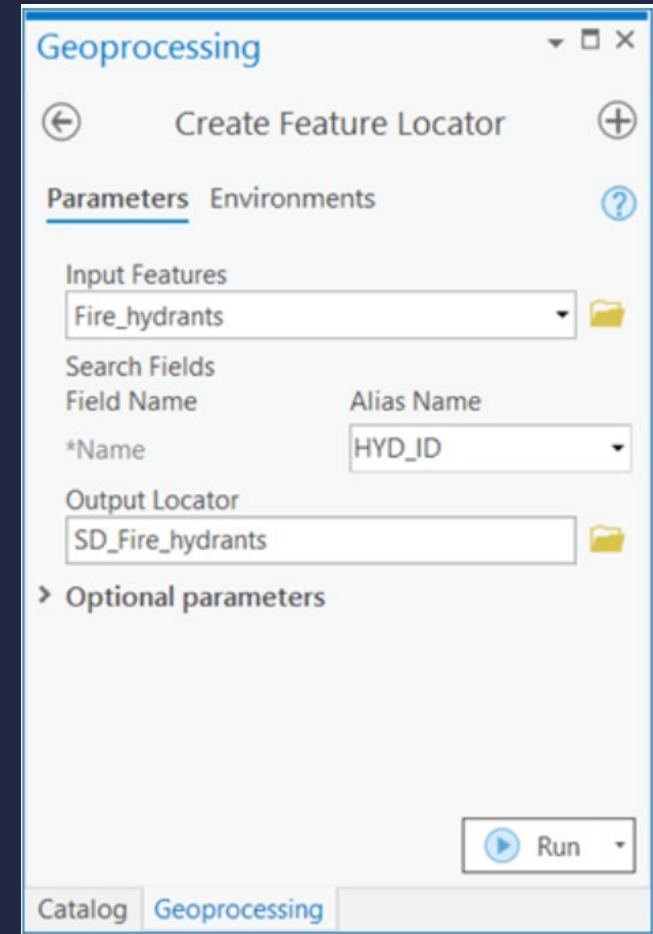 Geoprocessing
Create Feature Locator
Parameters Environments
Input Features
Fire_hydrants
Search Fields
Field Name Alias Name
*Name HYD_ID
Output Locator
SD_Fire_hydrants
Optional parameters
Run
Catalog Geoprocessing